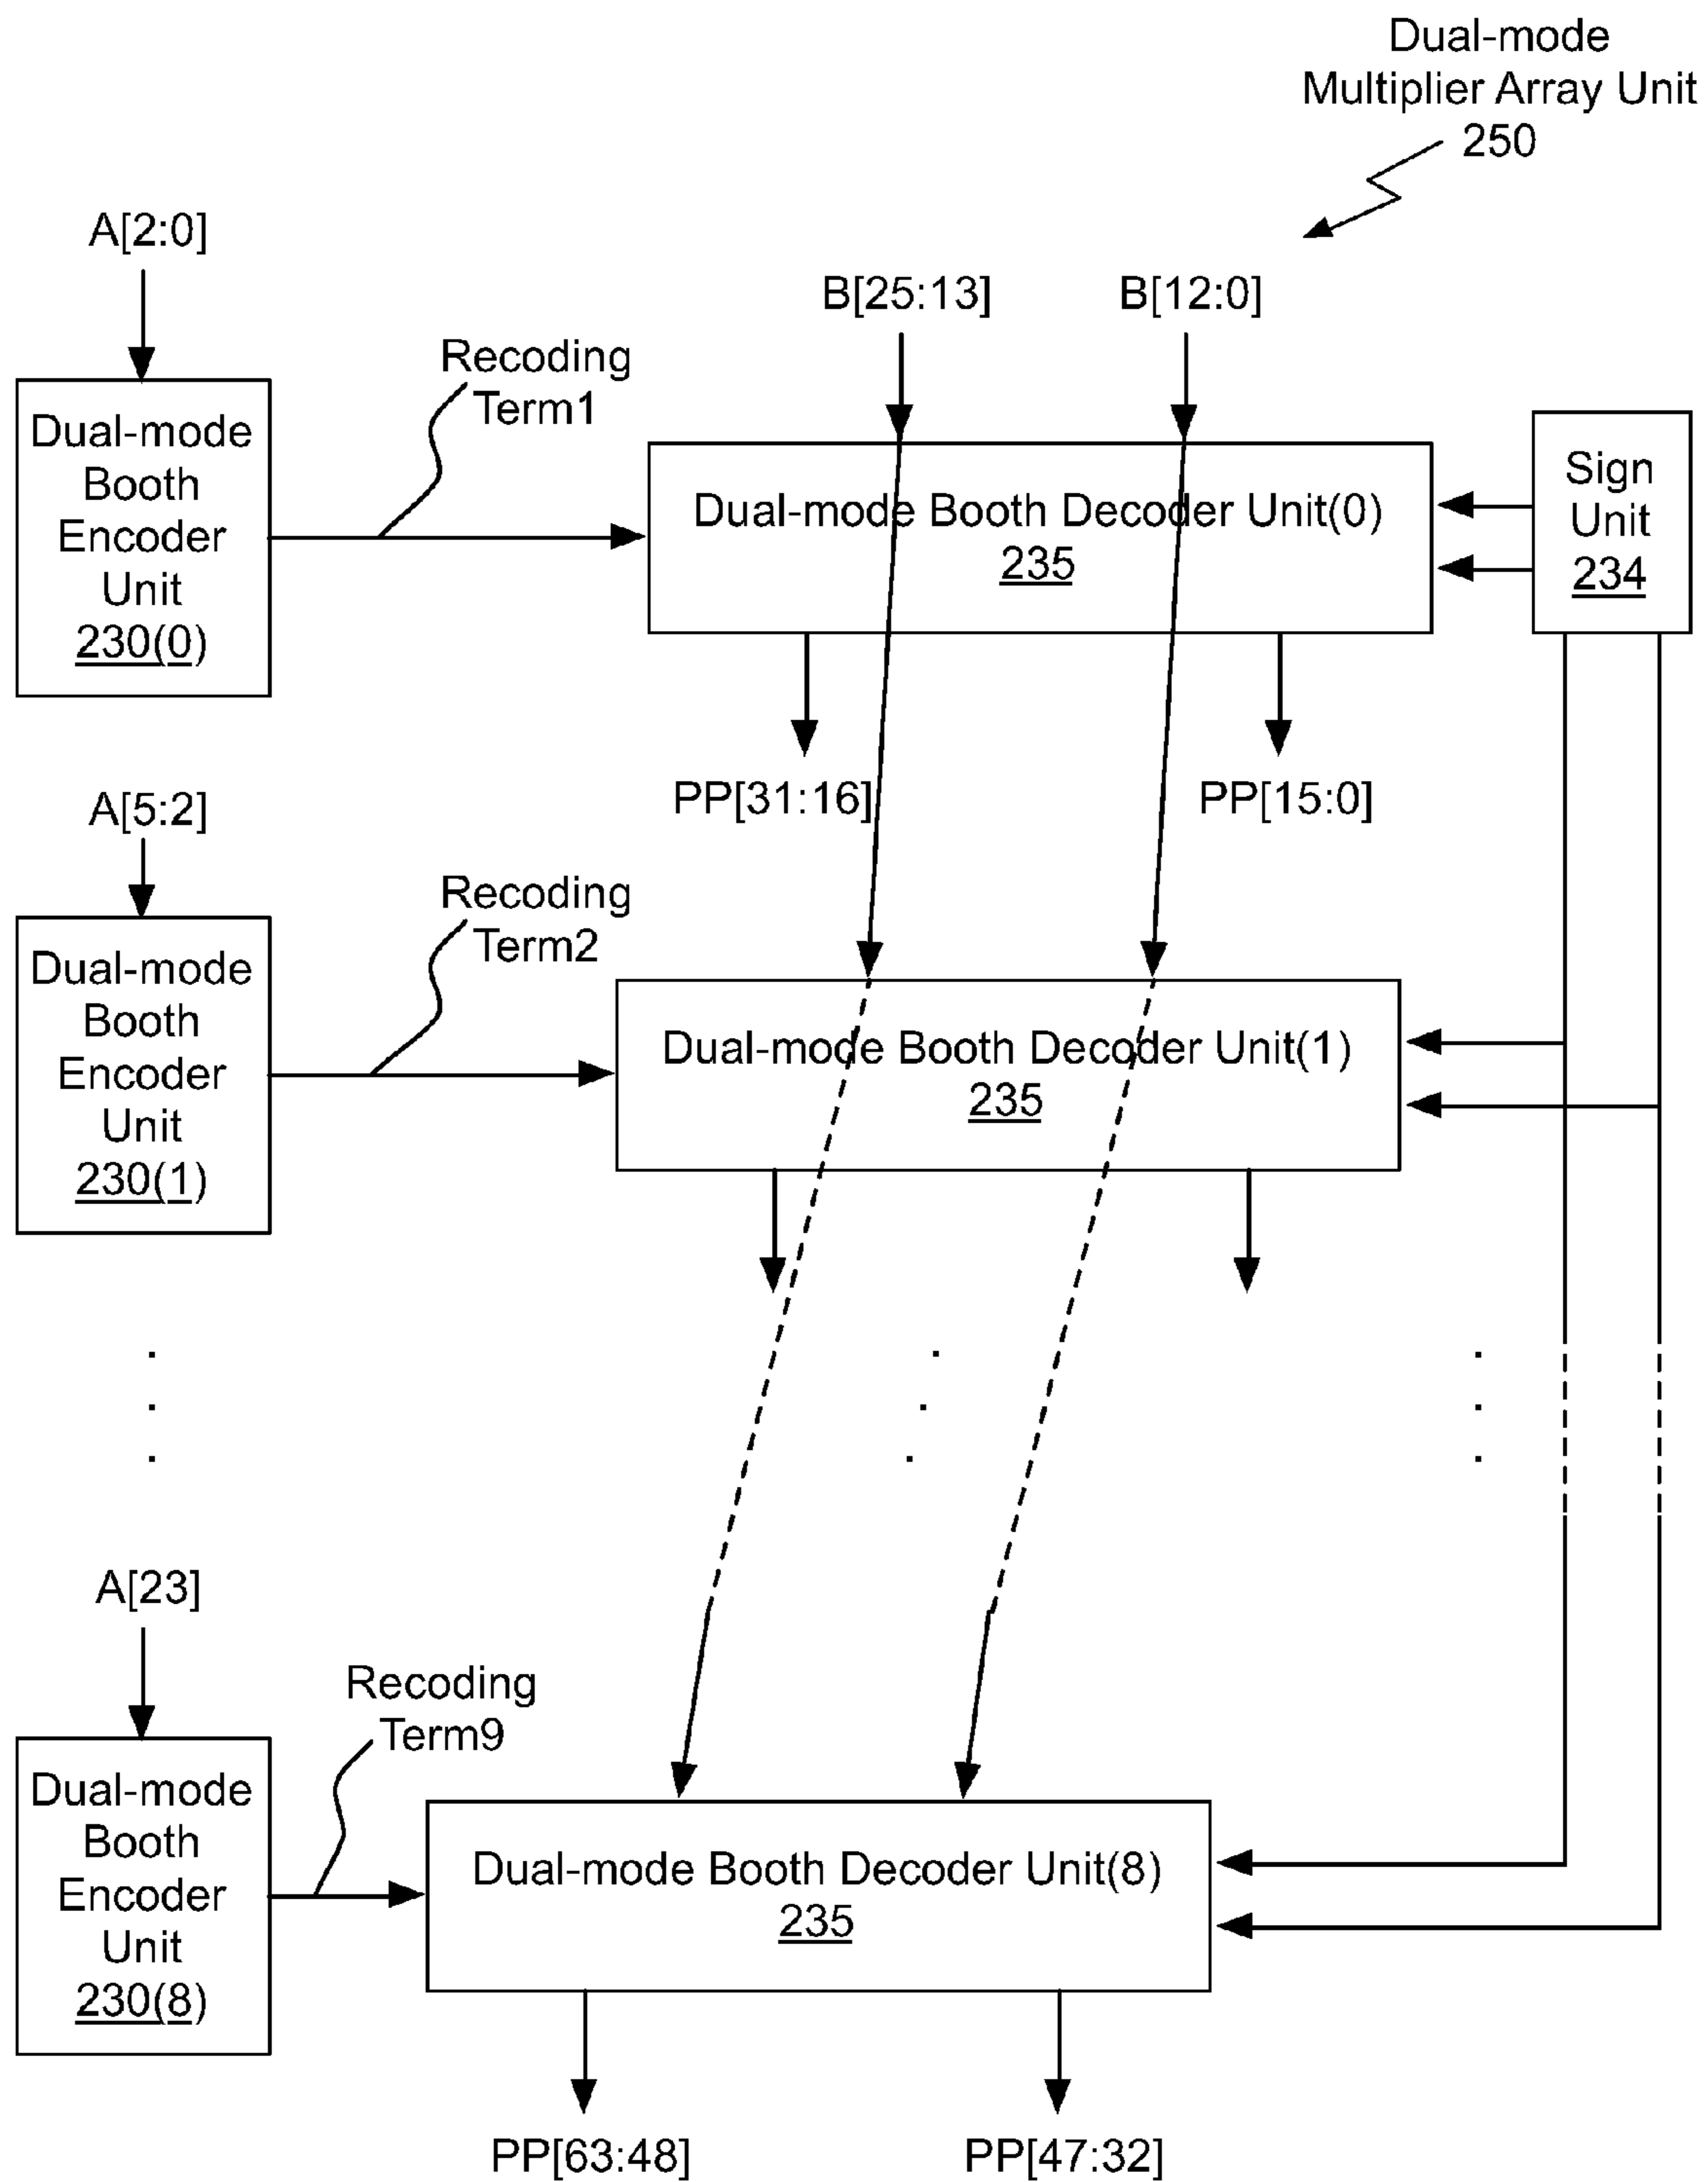 Dual-mode
Multiplier Array Unit
250
A[2:0]
B[25:13]
B[12:0]
Recoding
Term1
Dual-mode
Booth
Encoder
Unit
230(0)
Dual-mode Booth Decoder Unit(0)
235
Sign
Unit
234
PP[31:16]
PP[15:0]
A[5:2]
Recoding
Term2
Dual-mode
Booth
Encoder
Unit
230(1)
Dual-mode Booth Decoder Unit(1)
235
A[23]
Recoding
Term9
Dual-mode
Booth
Encoder
Unit
230(8)
Dual-mode Booth Decoder Unit(8)
235
PP[63:48]
PP[47:32]